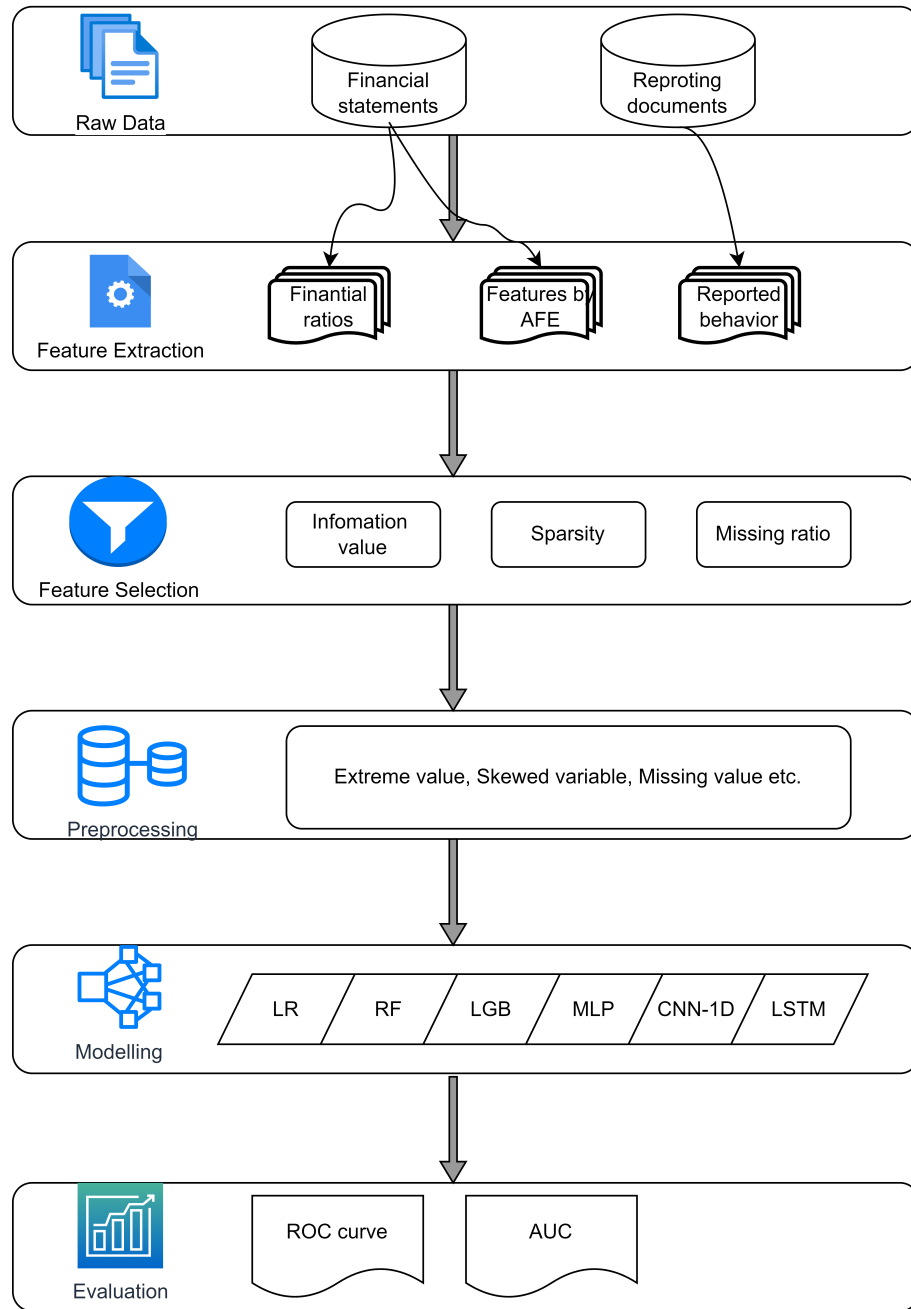 Financial
statements
Reproting
documents
Raw Data
Finantial
ratios
Features by
AFE
Reported
behavior
Feature Extraction
Infomation
value
Sparsity
Missing ratio
Feature Selection
Extreme value, Skewed variable, Missing value etc.
Preprocessing
LR
RF
LGB
MLP
CNN-1D
LSTM
Modelling
ROC curve
AUC
Evaluation